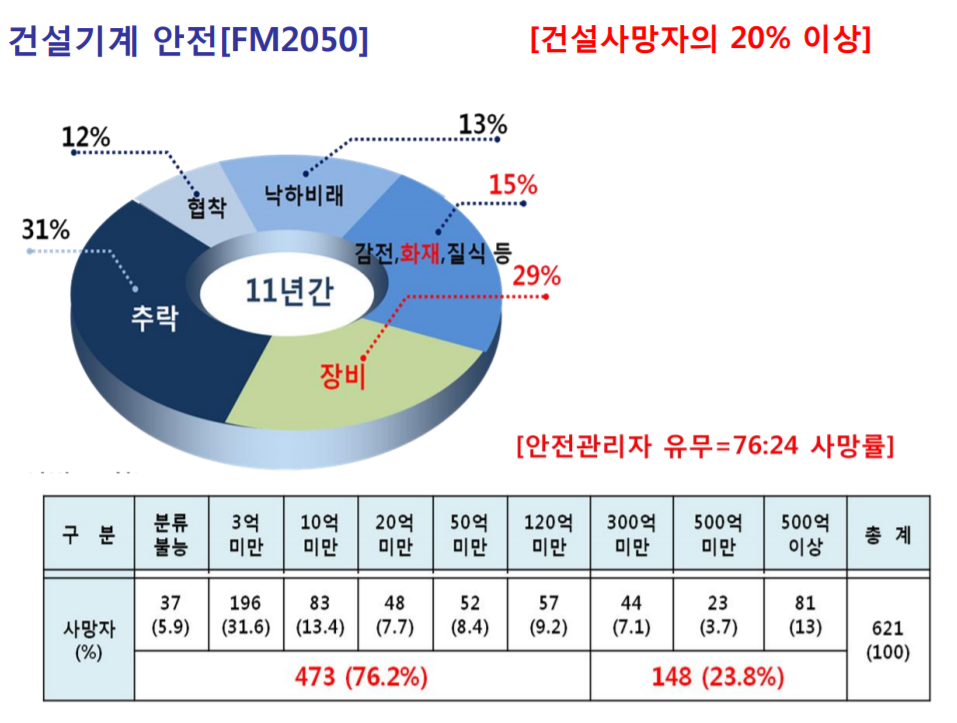 건설기계 안전[FM2050]
[건설사망자의 20% 이상]
12%
13%
15%
31%
29%
협착
낙하비래
감전,화재,질식 등
11년간
추락
장비
[안전관리자 유무=76:24 사망률]
구 분
분류
불능
3억
미만
10억
미만
20억
미만
50억
미만
120억
미만
300억
미만
500억
미만
500억
이상
총 계
사망자
(%)
37
(5.9)
196
(31.6)
83
(13.4)
48
(7.7)
52
(8.4)
57
(9.2)
44
(7.1)
23
(3.7)
81
(13)
621
(100)
473 (76.2%)
148 (23.8%)